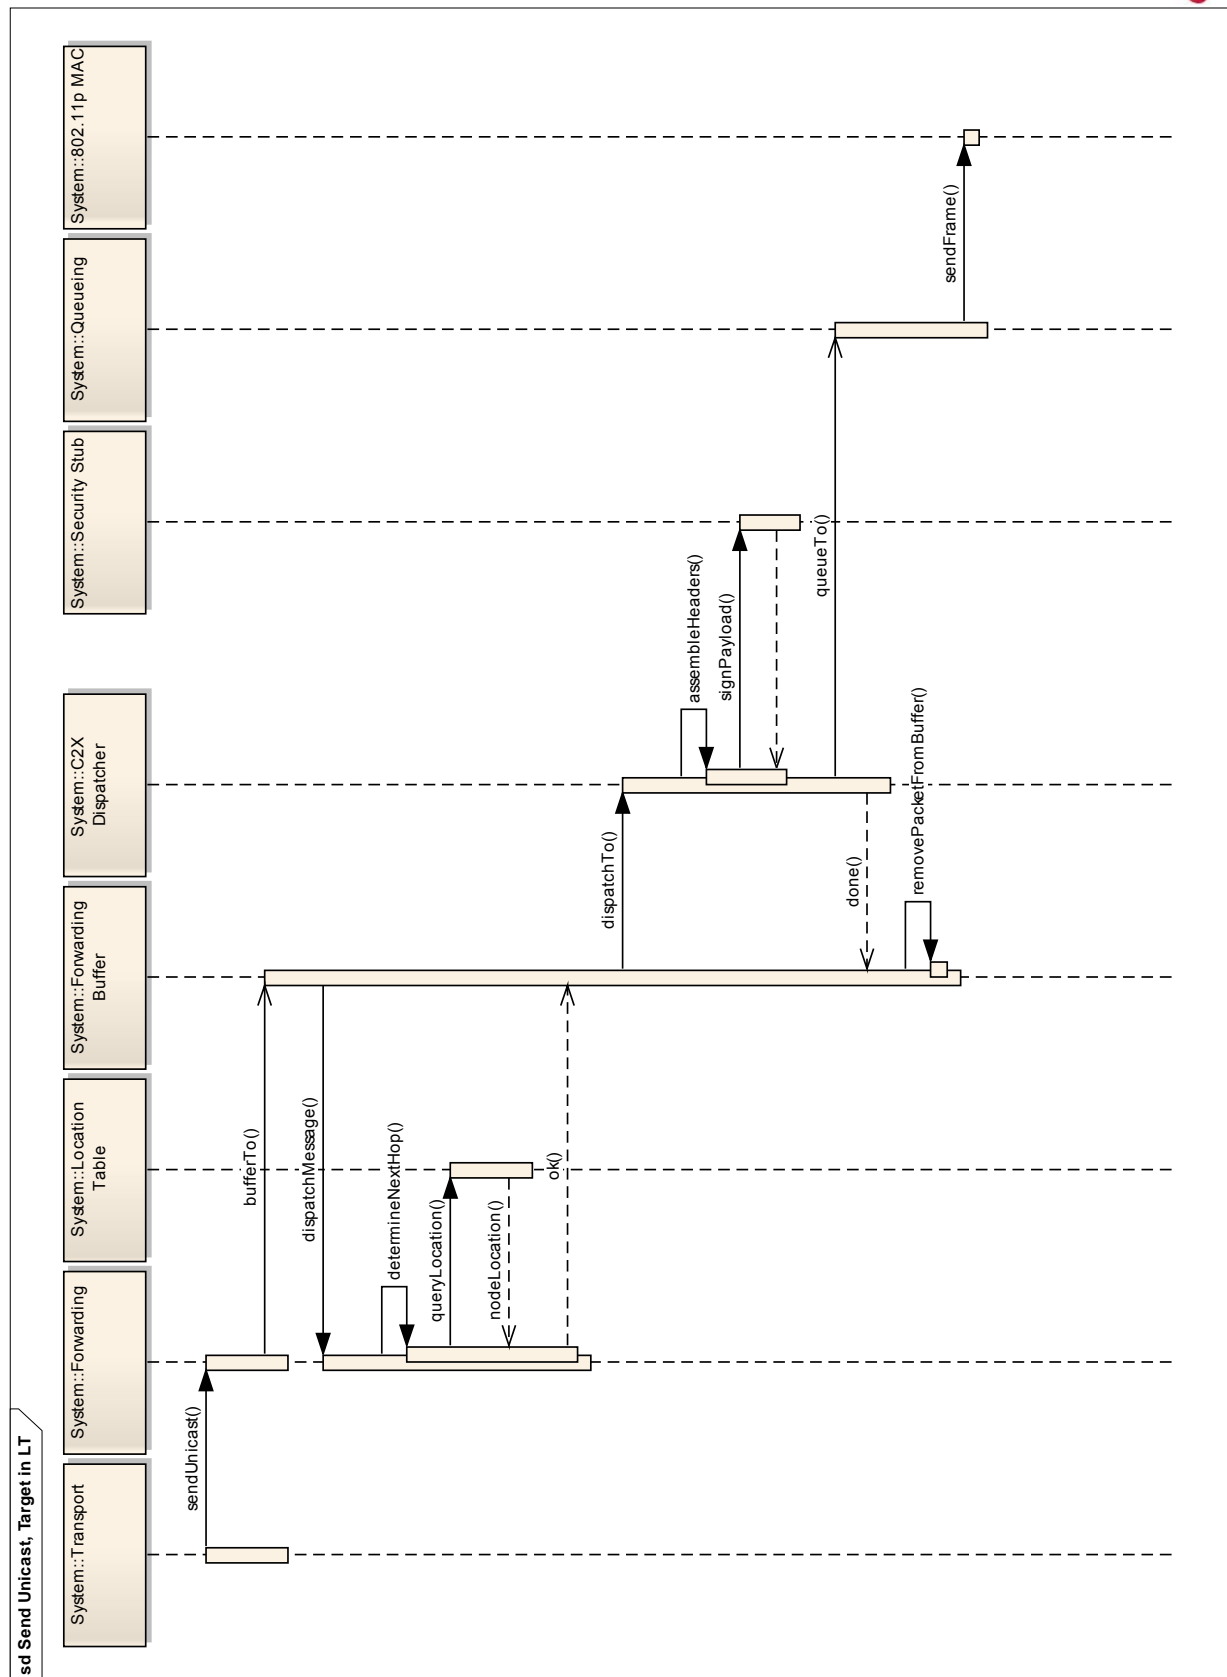 sd Send Unicast, Target in LT
System::Transport
System::Forwarding
System::Location
Table
System::Forwarding
Buffer
System::C2X
Dispatcher
System::Security Stub
System::Queueing
System::802.11p MAC
sendUnicast()
bufferTo()
dispatchMessage()
determineNextHop()
queryLocation()
nodeLocation()
ok()
dispatchTo()
assembleHeaders()
signPayload()
queueTo()
done()
removePacketFromBuffer()
sendFrame()